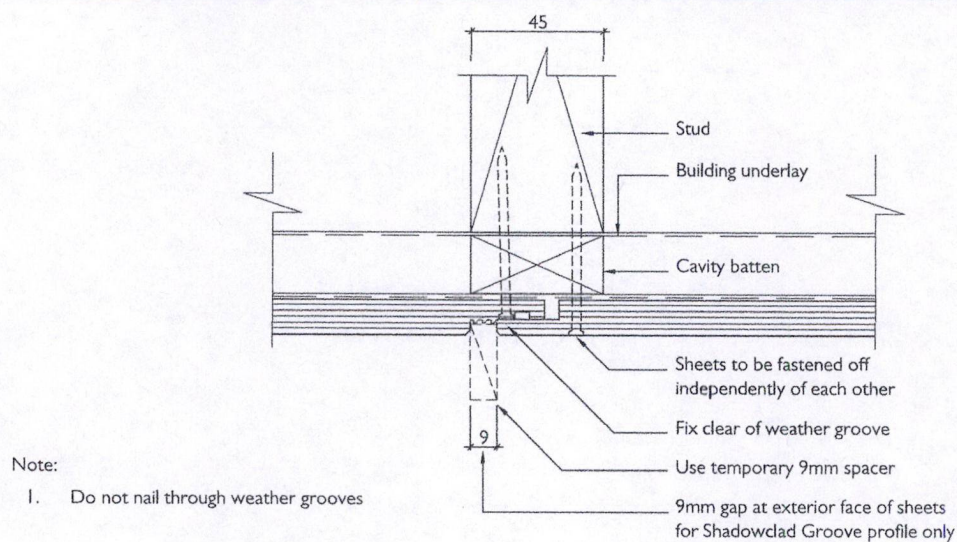 45
Stud
Building underlay
Cavity batten
Sheets to be fastened off
independently of each other
Fix clear of weather groove
9
Use temporary 9mm spacer
Note:
1. Do not nail through weather grooves
9mm gap at exterior face of sheets
for Shadowclad Groove profile only